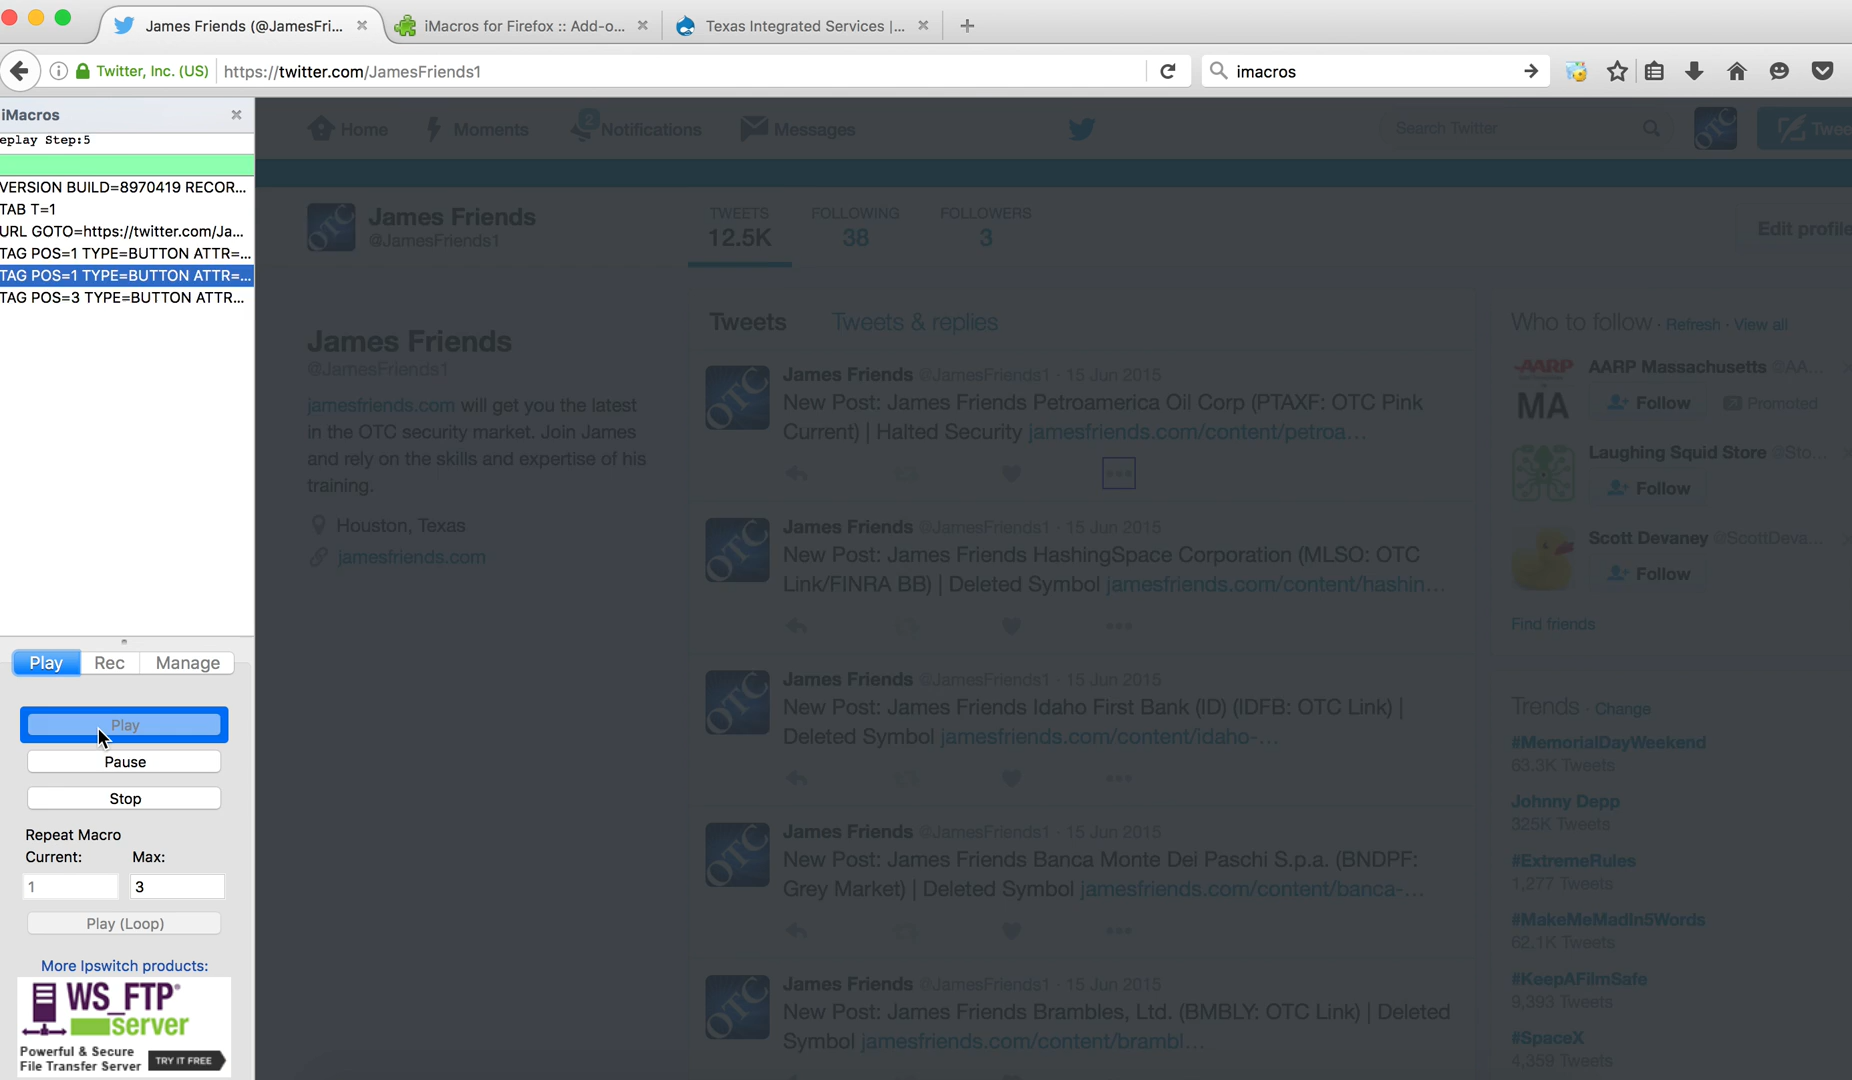 James Friends (@JamesFri...
iMacros for Firefox :: Add-o...
Texas Integrated Services |...
Twitter, Inc. (US)
https://twitter.com/JamesFriends1
imacros
iMacros
eplay Step:5
VERSION BUILD=8970419 RECOR...
TAB T=1
URL GOTO=https://twitter.com/Ja...
TAG POS=1 TYPE=BUTTON ATTR=...
TAG POS=1 TYPE=BUTTON ATTR=...
TAG POS=3 TYPE=BUTTON ATTR...
Play
Rec
Manage
Play
Pause
Stop
Repeat Macro
Current:
Max:
1
3
Play (Loop)
More Ipswitch products:
WS_FTP
server
Powerful & Secure
File Transfer Server
TRY IT FREE
Home
Moments
2
Notifications
Messages
Search Twitter
OTC
Twee
OTC
James Friends
@JamesFriends1
TWEETS
12.5K
FOLLOWING
38
FOLLOWERS
3
Edit profile
James Friends
@JamesFriends1
jamesfriends.com will get you the latest
in the OTC security market. Join James
and rely on the skills and expertise of his
training.
Houston, Texas
jamesfriends.com
Tweets
Tweets & replies
OTC
James Friends @JamesFriends1 · 15 Jun 2015
New Post: James Friends Petroamerica Oil Corp (PTAXF: OTC Pink
Current) | Halted Security jamesfriends.com/content/petroa...
OTC
James Friends @JamesFriends1 · 15 Jun 2015
New Post: James Friends HashingSpace Corporation (MLSO: OTC
Link/FINRA BB) | Deleted Symbol jamesfriends.com/content/hashin...
OTC
James Friends @JamesFriends1 · 15 Jun 2015
New Post: James Friends Idaho First Bank (ID) (IDFB: OTC Link) |
Deleted Symbol jamesfriends.com/content/idaho-...
OTC
James Friends @JamesFriends1 · 15 Jun 2015
New Post: James Friends Banca Monte Dei Paschi S.p.a. (BNDPF:
Grey Market) | Deleted Symbol jamesfriends.com/content/banca-...
OTC
James Friends @JamesFriends1 · 15 Jun 2015
New Post: James Friends Brambles, Ltd. (BMBLY: OTC Link) | Deleted
Symbol jamesfriends.com/content/brambl...
Who to follow · Refresh · View all
AARP
MA
AARP Massachusetts @AA...
Follow
Promoted
Laughing Squid Store @Sto...
Follow
Scott Devaney @ScottDeva...
Follow
Find friends
Trends · Change
#MemorialDayWeekend
63.3K Tweets
Johnny Depp
325K Tweets
#ExtremeRules
1,277 Tweets
#MakeMeMadIn5Words
62.1K Tweets
#KeepAFilmSafe
9,393 Tweets
#SpaceX
4,359 Tweets